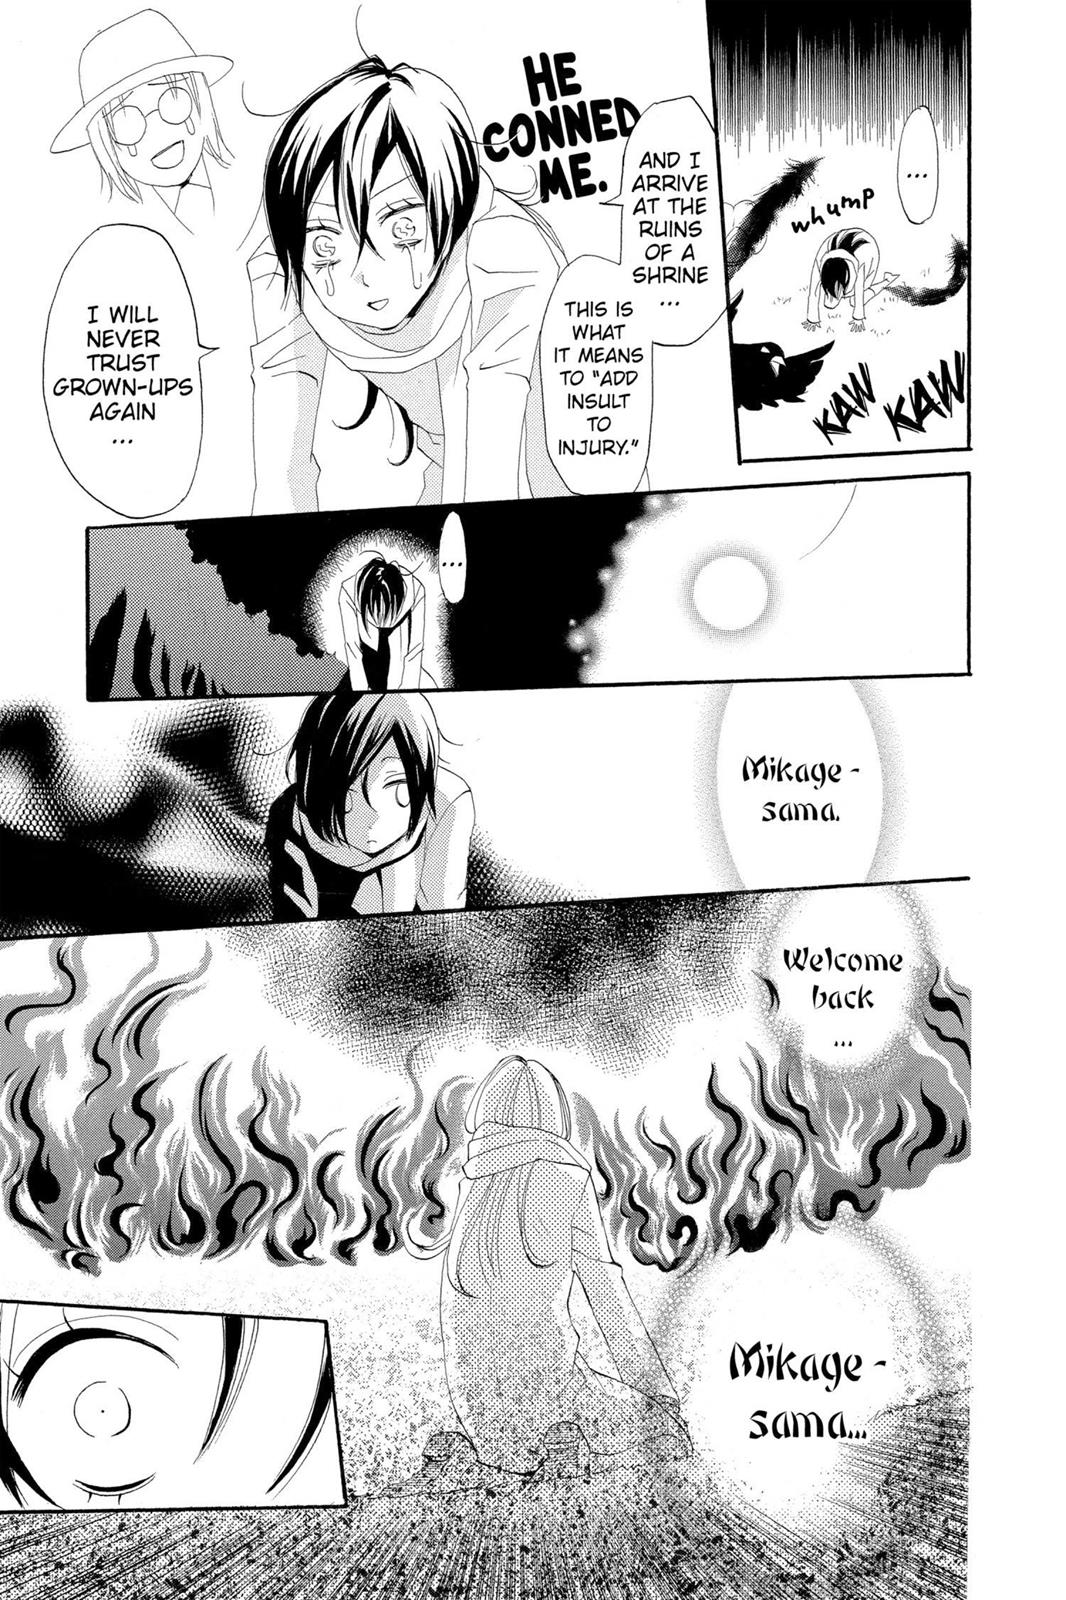 ...
whump
KAW
KAW
HE
CONNED
ME.
AND I
ARRIVE
AT THE
RUINS
OF A
SHRINE
...
THIS IS
WHAT
IT MEANS
TO "ADD
INSULT
TO
INJURY."
I WILL
NEVER
TRUST
GROWN-UPS
AGAIN
...
...
Mikage -
sama.
Welcome
back
...
Mikage -
sama...